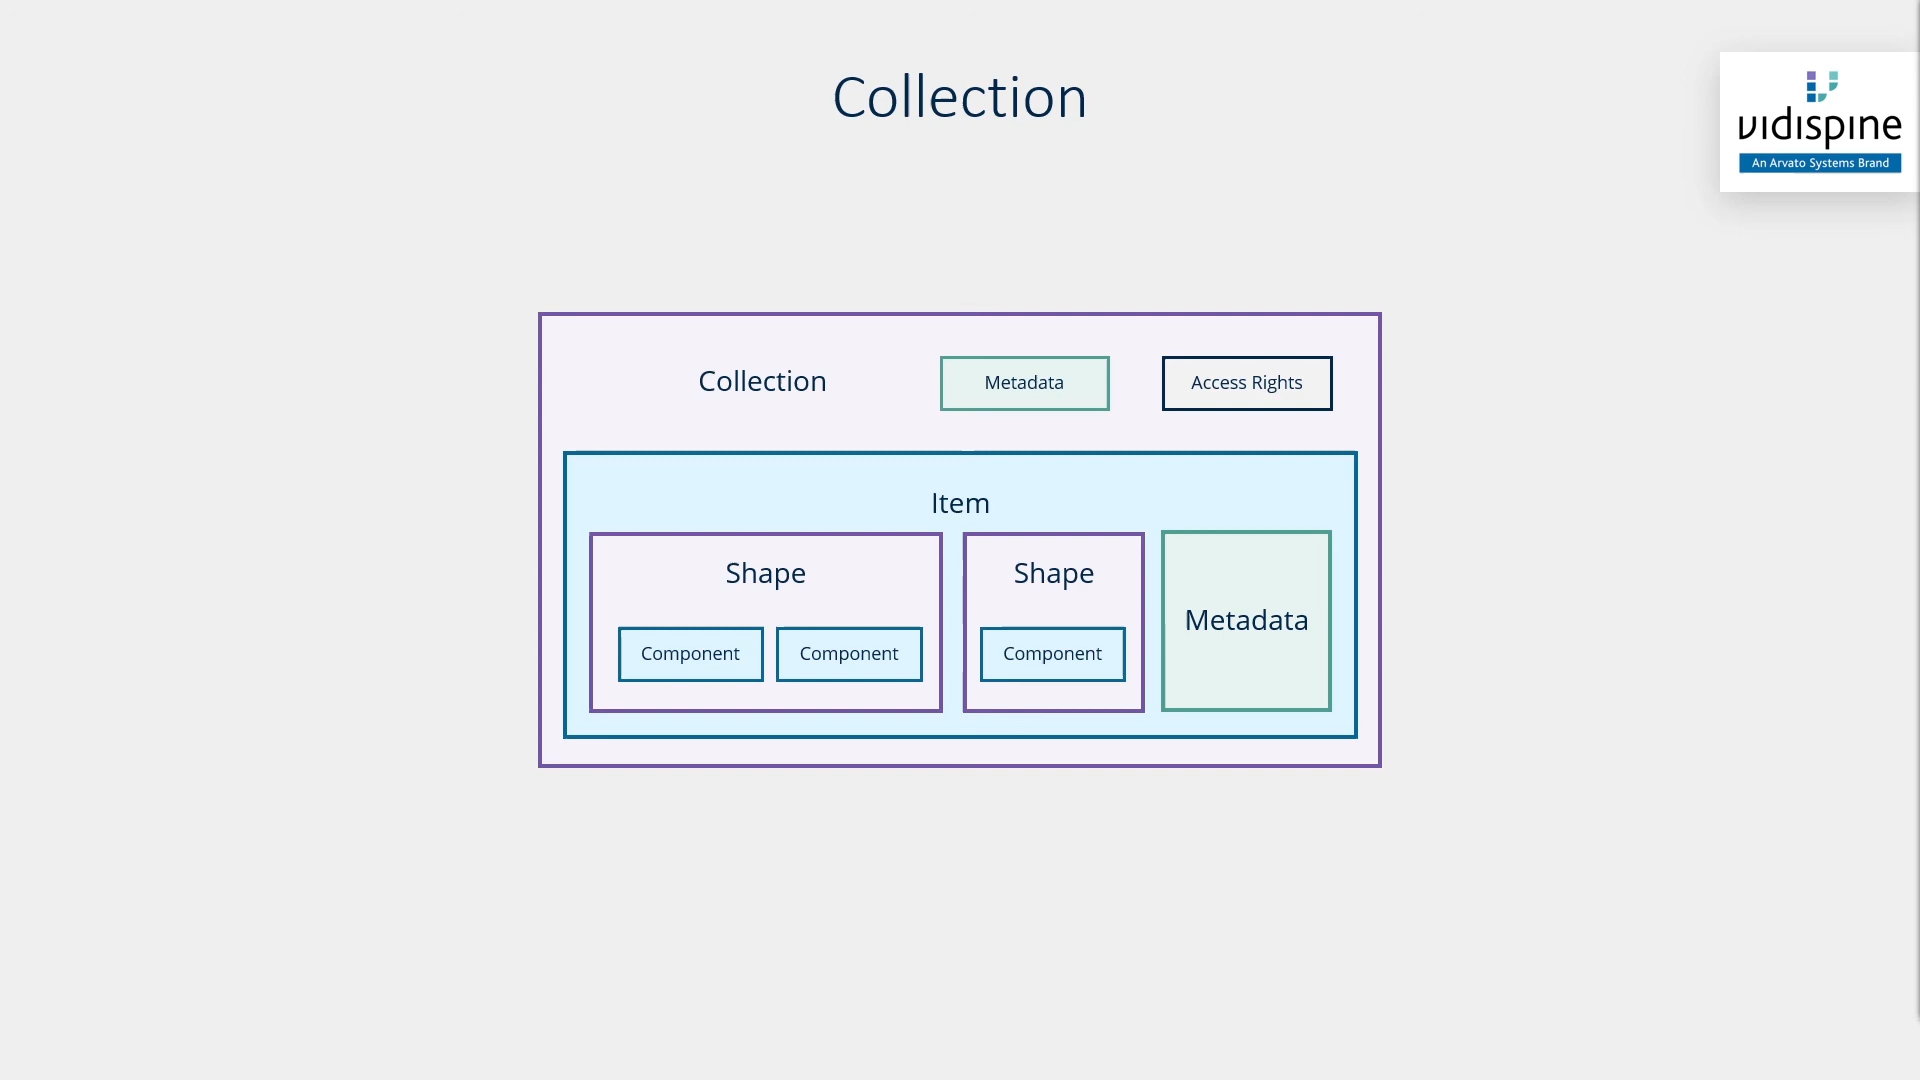 Collection
vidispine
An Arvato Systems Brand
Collection
Metadata
Access Rights
Item
Shape
Shape
Metadata
Component
Component
Component